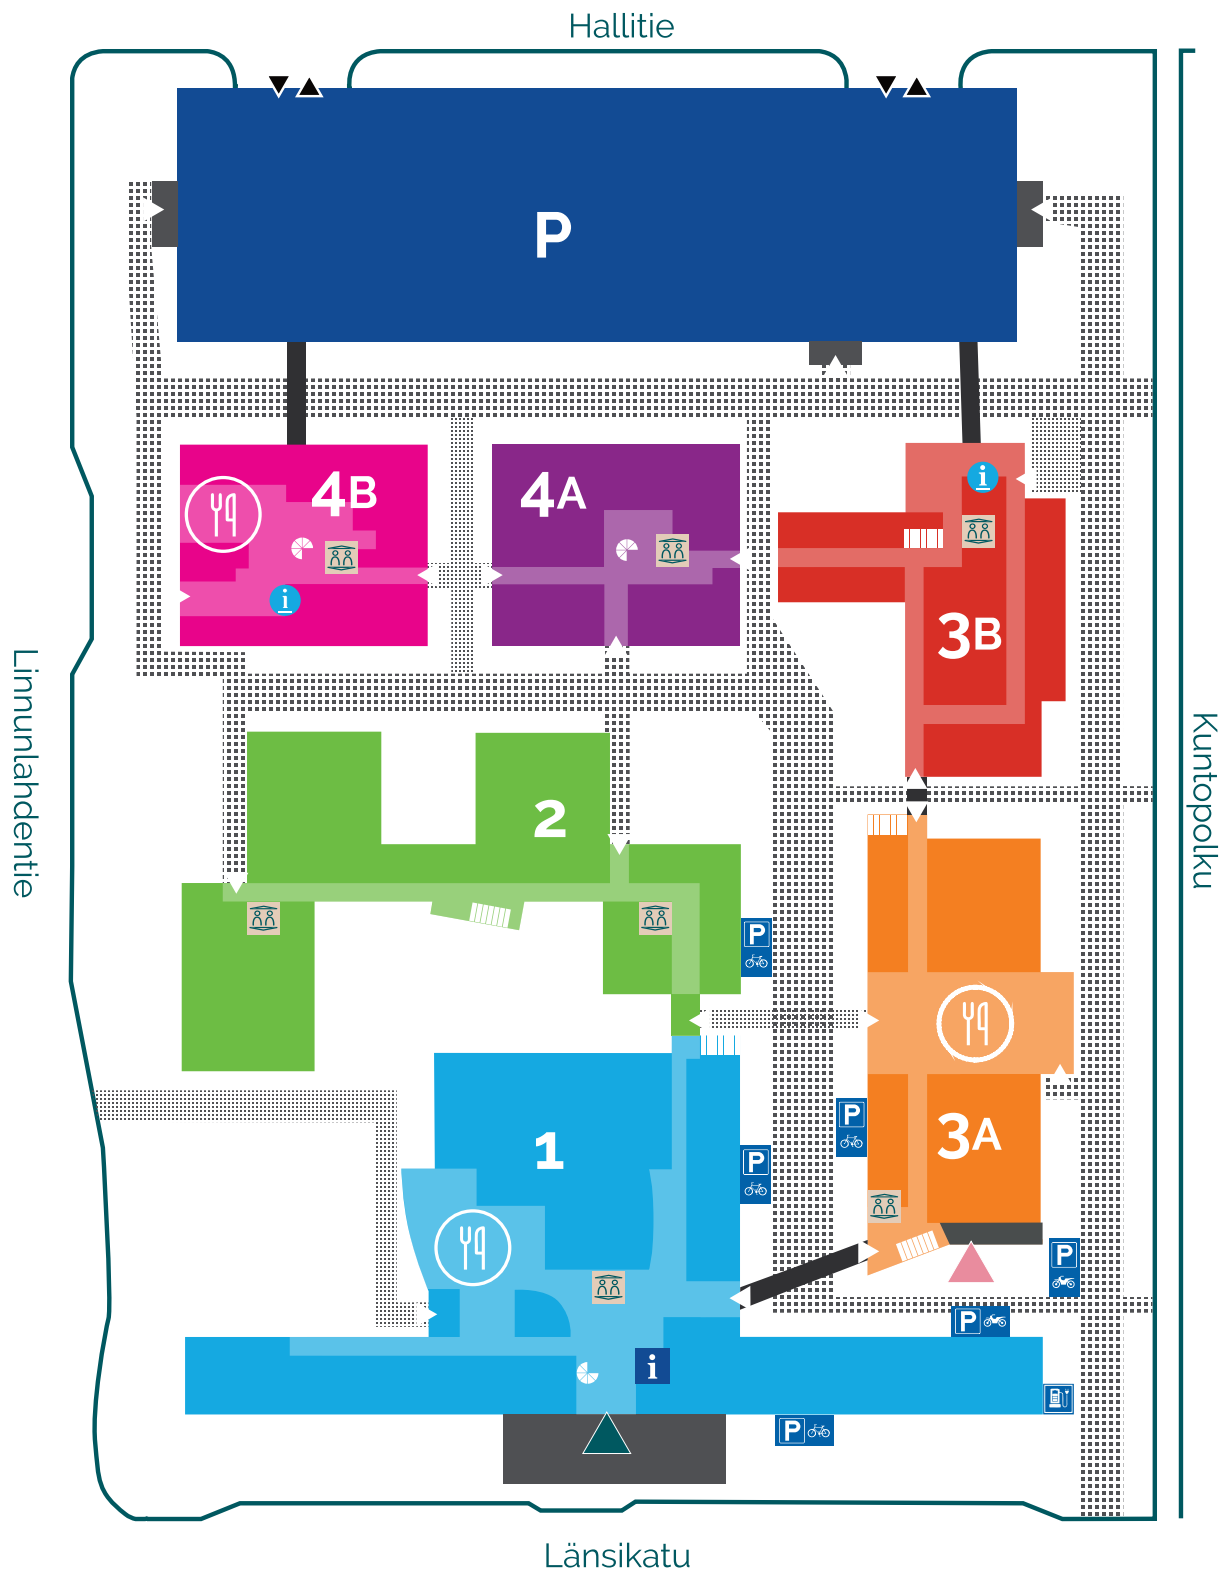 Hallitie
P
4B
4A
i
i
3B
Linnunlahdentie
Kuntopolku
2
P
P
3A
1
P
P
P
i
P
Länsikatu